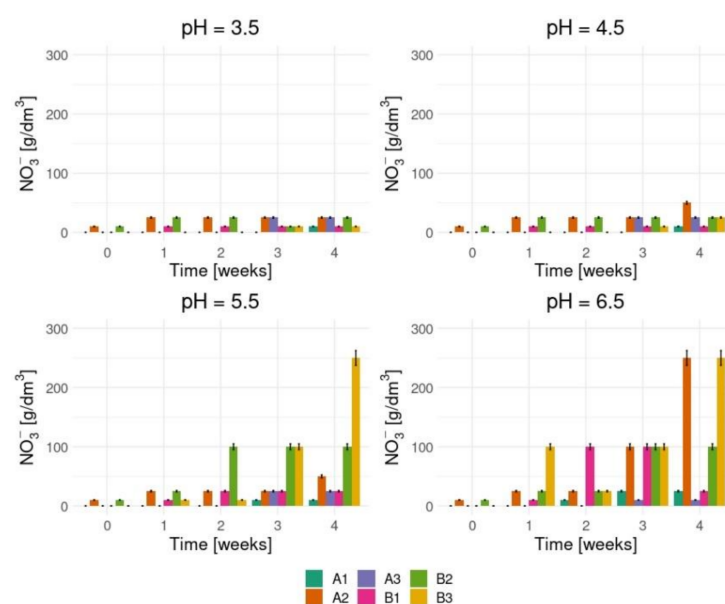 pH = 3.5
300
200
100
0
NO₃⁻ [g/dm³]
0 1 2 3 4
Time [weeks]
pH = 4.5
300
200
100
0
NO₃⁻ [g/dm³]
0 1 2 3 4
Time [weeks]
pH = 5.5
300
200
100
0
NO₃⁻ [g/dm³]
0 1 2 3 4
Time [weeks]
pH = 6.5
300
200
100
0
NO₃⁻ [g/dm³]
0 1 2 3 4
Time [weeks]
A1 A3 B2
A2 B1 B3